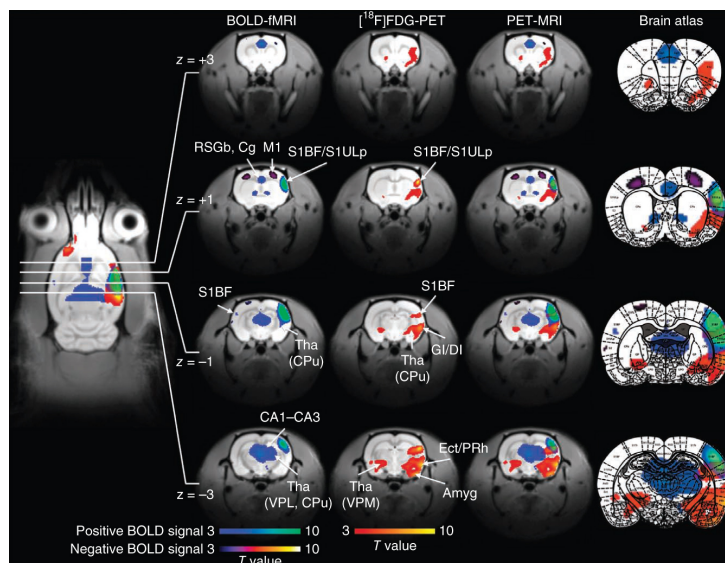 BOLD-fMRI
[¹⁸F]FDG-PET
PET-MRI
Brain atlas
z = +3
RSGb, Cg M1
S1BF/S1ULp
S1BF/S1ULp
z = +1
S1BF
S1BF
Tha
(CPu)
GI/DI
Tha
(CPu)
z = −1
CA1–CA3
Ect/PRh
Tha
(VPL, CPu)
Tha
(VPM)
Amyg
z = −3
Positive BOLD signal 3 10
3 10
Negative BOLD signal 3 10
T value
T value